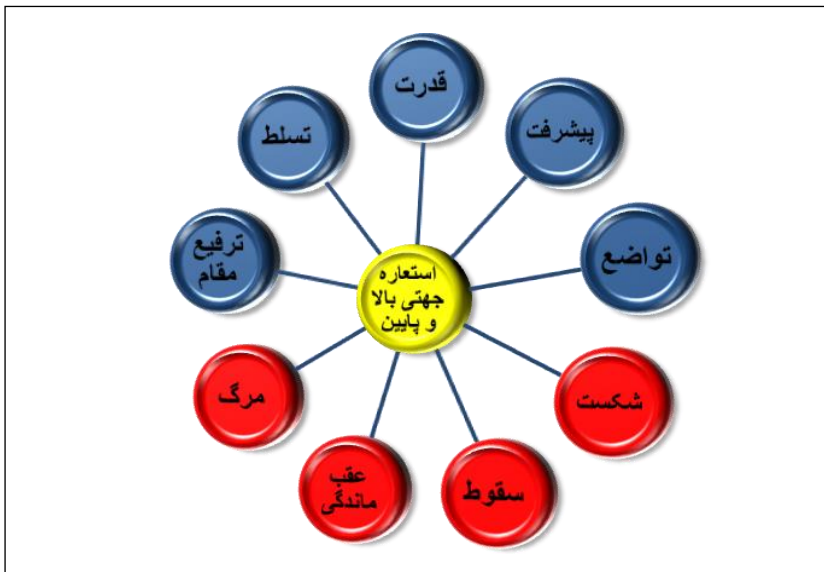 قدرت
پیشرفت
تسلط
تواضع
ترفیع
مقام
استعاره
جهتی بالا
و پایین
مرگ
شکست
عقب
ماندگی
سقوط